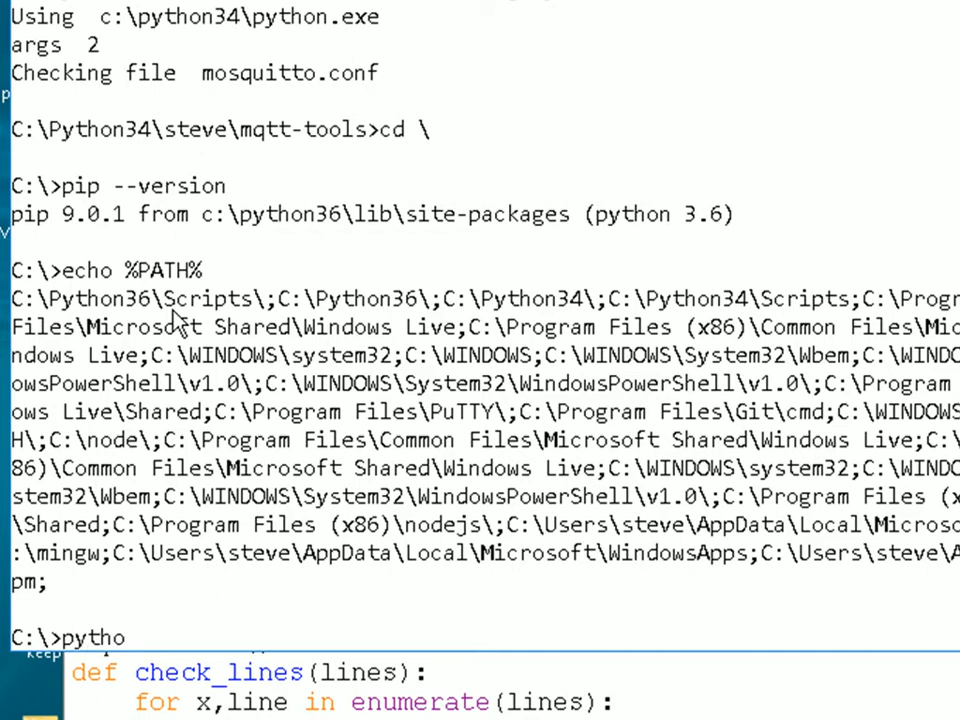 Using  c:\python34\python.exe
args  2
Checking file  mosquitto.conf
C:\Python34\steve\mqtt-tools>cd \
C:\>pip --version
pip 9.0.1 from c:\python36\lib\site-packages (python 3.6)
C:\>echo %PATH%
C:\Python36\Scripts\;C:\Python36\;C:\Python34\;C:\Python34\Scripts;C:\Progr
Files\Microsoft Shared\Windows Live;C:\Program Files (x86)\Common Files\Mic
ndows Live;C:\WINDOWS\system32;C:\WINDOWS;C:\WINDOWS\System32\Wbem;C:\WIND
owsPowerShell\v1.0\;C:\WINDOWS\System32\WindowsPowerShell\v1.0\;C:\Program
ows Live\Shared;C:\Program Files\PuTTY\;C:\Program Files\Git\cmd;C:\WINDOWS
H\;C:\node\;C:\Program Files\Common Files\Microsoft Shared\Windows Live;C:\
86)\Common Files\Microsoft Shared\Windows Live;C:\WINDOWS\system32;C:\WINDO
stem32\Wbem;C:\WINDOWS\System32\WindowsPowerShell\v1.0\;C:\Program Files (x
\Shared;C:\Program Files (x86)\nodejs\;C:\Users\steve\AppData\Local\Microso
:\mingw;C:\Users\steve\AppData\Local\Microsoft\WindowsApps;C:\Users\steve\A
pm;
C:\>pytho
def check_lines(lines):
for x,line in enumerate(lines):